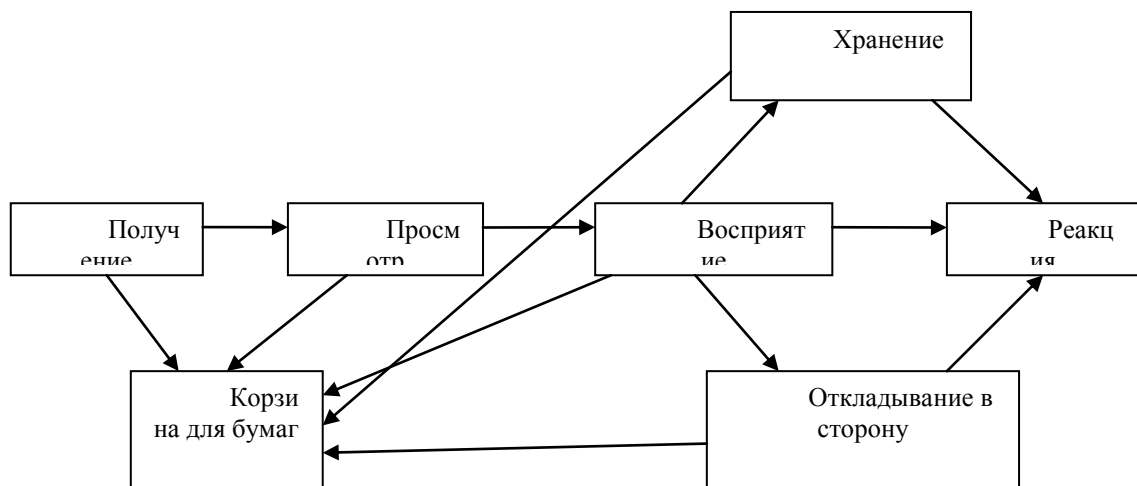 Хранение
Получ
ение
Просм
отр
Восприят
ие
Реакц
ия
Корзи
на для бумаг
Откладывание в
сторону